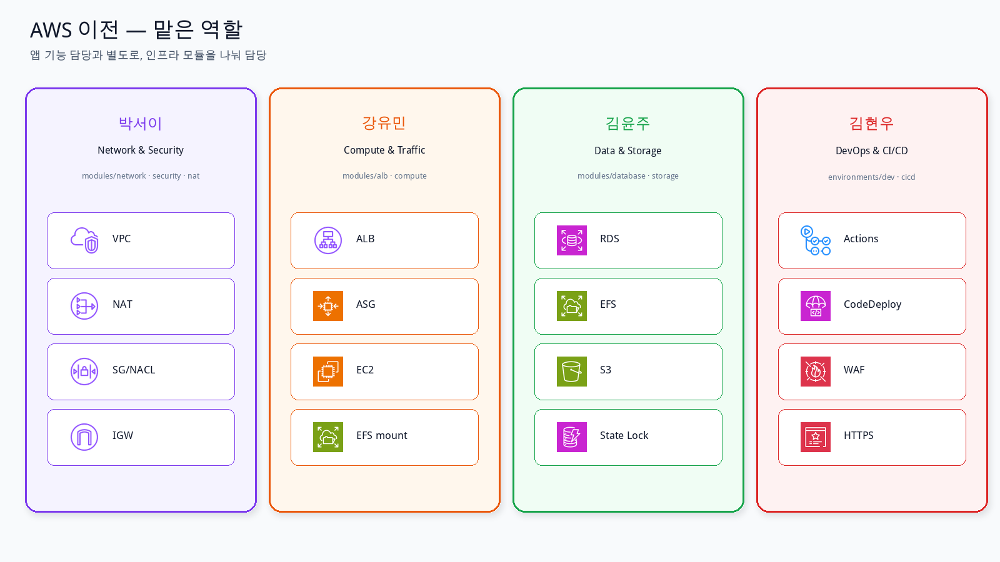 AWS 이전 — 맡은 역할
앱 기능 담당과 별도로, 인프라 모듈을 나눠 담당
박서이
Network & Security
modules/network · security · nat
VPC
NAT
SG/NACL
IGW
강유민
Compute & Traffic
modules/alb · compute
ALB
ASG
EC2
EFS mount
김윤주
Data & Storage
modules/database · storage
RDS
EFS
S3
State Lock
김현우
DevOps & CI/CD
environments/dev · cicd
Actions
CodeDeploy
WAF
HTTPS